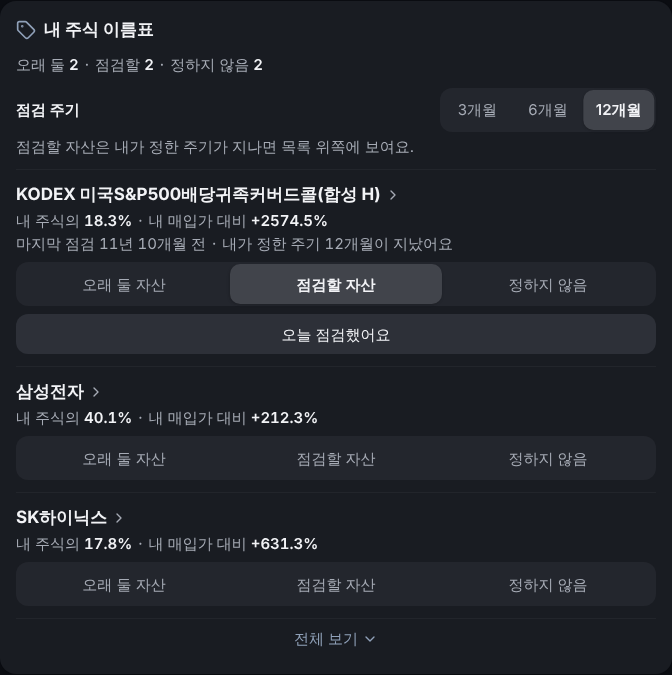 내 주식 이름표
오래 둘 2 · 점검할 2 · 정하지 않음 2
점검 주기
3개월 6개월 12개월
점검할 자산은 내가 정한 주기가 지나면 목록 위쪽에 보여요.
KODEX 미국S&P500배당귀족커버드콜(합성 H)
내 주식의 18.3% · 내 매입가 대비 +2574.5%
마지막 점검 11년 10개월 전 · 내가 정한 주기 12개월이 지났어요
오래 둘 자산 점검할 자산 정하지 않음
오늘 점검했어요
삼성전자
내 주식의 40.1% · 내 매입가 대비 +212.3%
오래 둘 자산 점검할 자산 정하지 않음
SK하이닉스
내 주식의 17.8% · 내 매입가 대비 +631.3%
오래 둘 자산 점검할 자산 정하지 않음
전체 보기